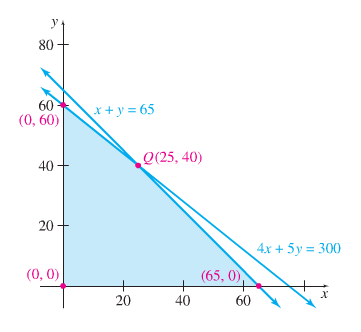 y
80
60
x + y = 65
(0, 60)
Q(25, 40)
40
20
4x + 5y = 300
(0, 0)
(65, 0)
20
40
60
x